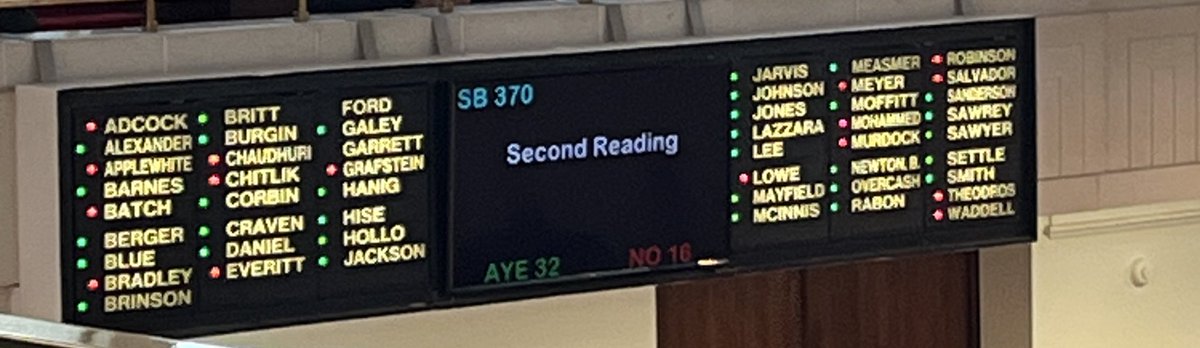 ADCOCK
ALEXANDER
APPLEWHITE
BARNES
BATCH
BERGER
BLUE
BRADLEY
BRINSON
BRITT
BURGIN
CHAUDHURI
CHITLIK
CORBIN
CRAVEN
DANIEL
EVERITT
FORD
GALEY
GARRETT
GRAFSTEIN
HANIG
HISE
HOLLO
JACKSON
SB 370
Second Reading
AYE 32
NO 16
JARVIS
JOHNSON
JONES
LAZZARA
LEE
LOWE
MAYFIELD
MCINNIS
MEASMER
MEYER
MOFFITT
MOHAMMED
MURDOCK
NEWTON, B.
OVERCASH
RABON
ROBINSON
SALVADOR
SANDERSON
SAWREY
SAWYER
SETTLE
SMITH
THEODROS
WADDELL